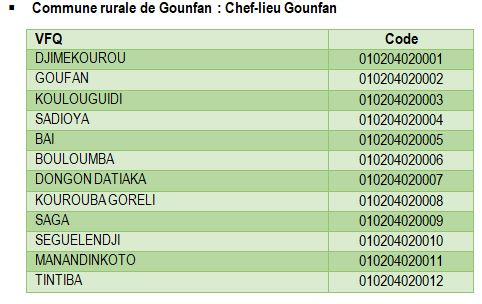 ▪ Commune rurale de Gounfan : Chef-lieu Gounfan
VFQ Code
DJIMEKOUROU 010204020001
GOUFAN 010204020002
KOULOUGUIDI 010204020003
SADIOYA 010204020004
BAI 010204020005
BOULOUMBA 010204020006
DONGON DATIAKA 010204020007
KOUROUBA GORELI 010204020008
SAGA 010204020009
SEGUELENDJI 010204020010
MANANDINKOTO 010204020011
TINTIBA 010204020012